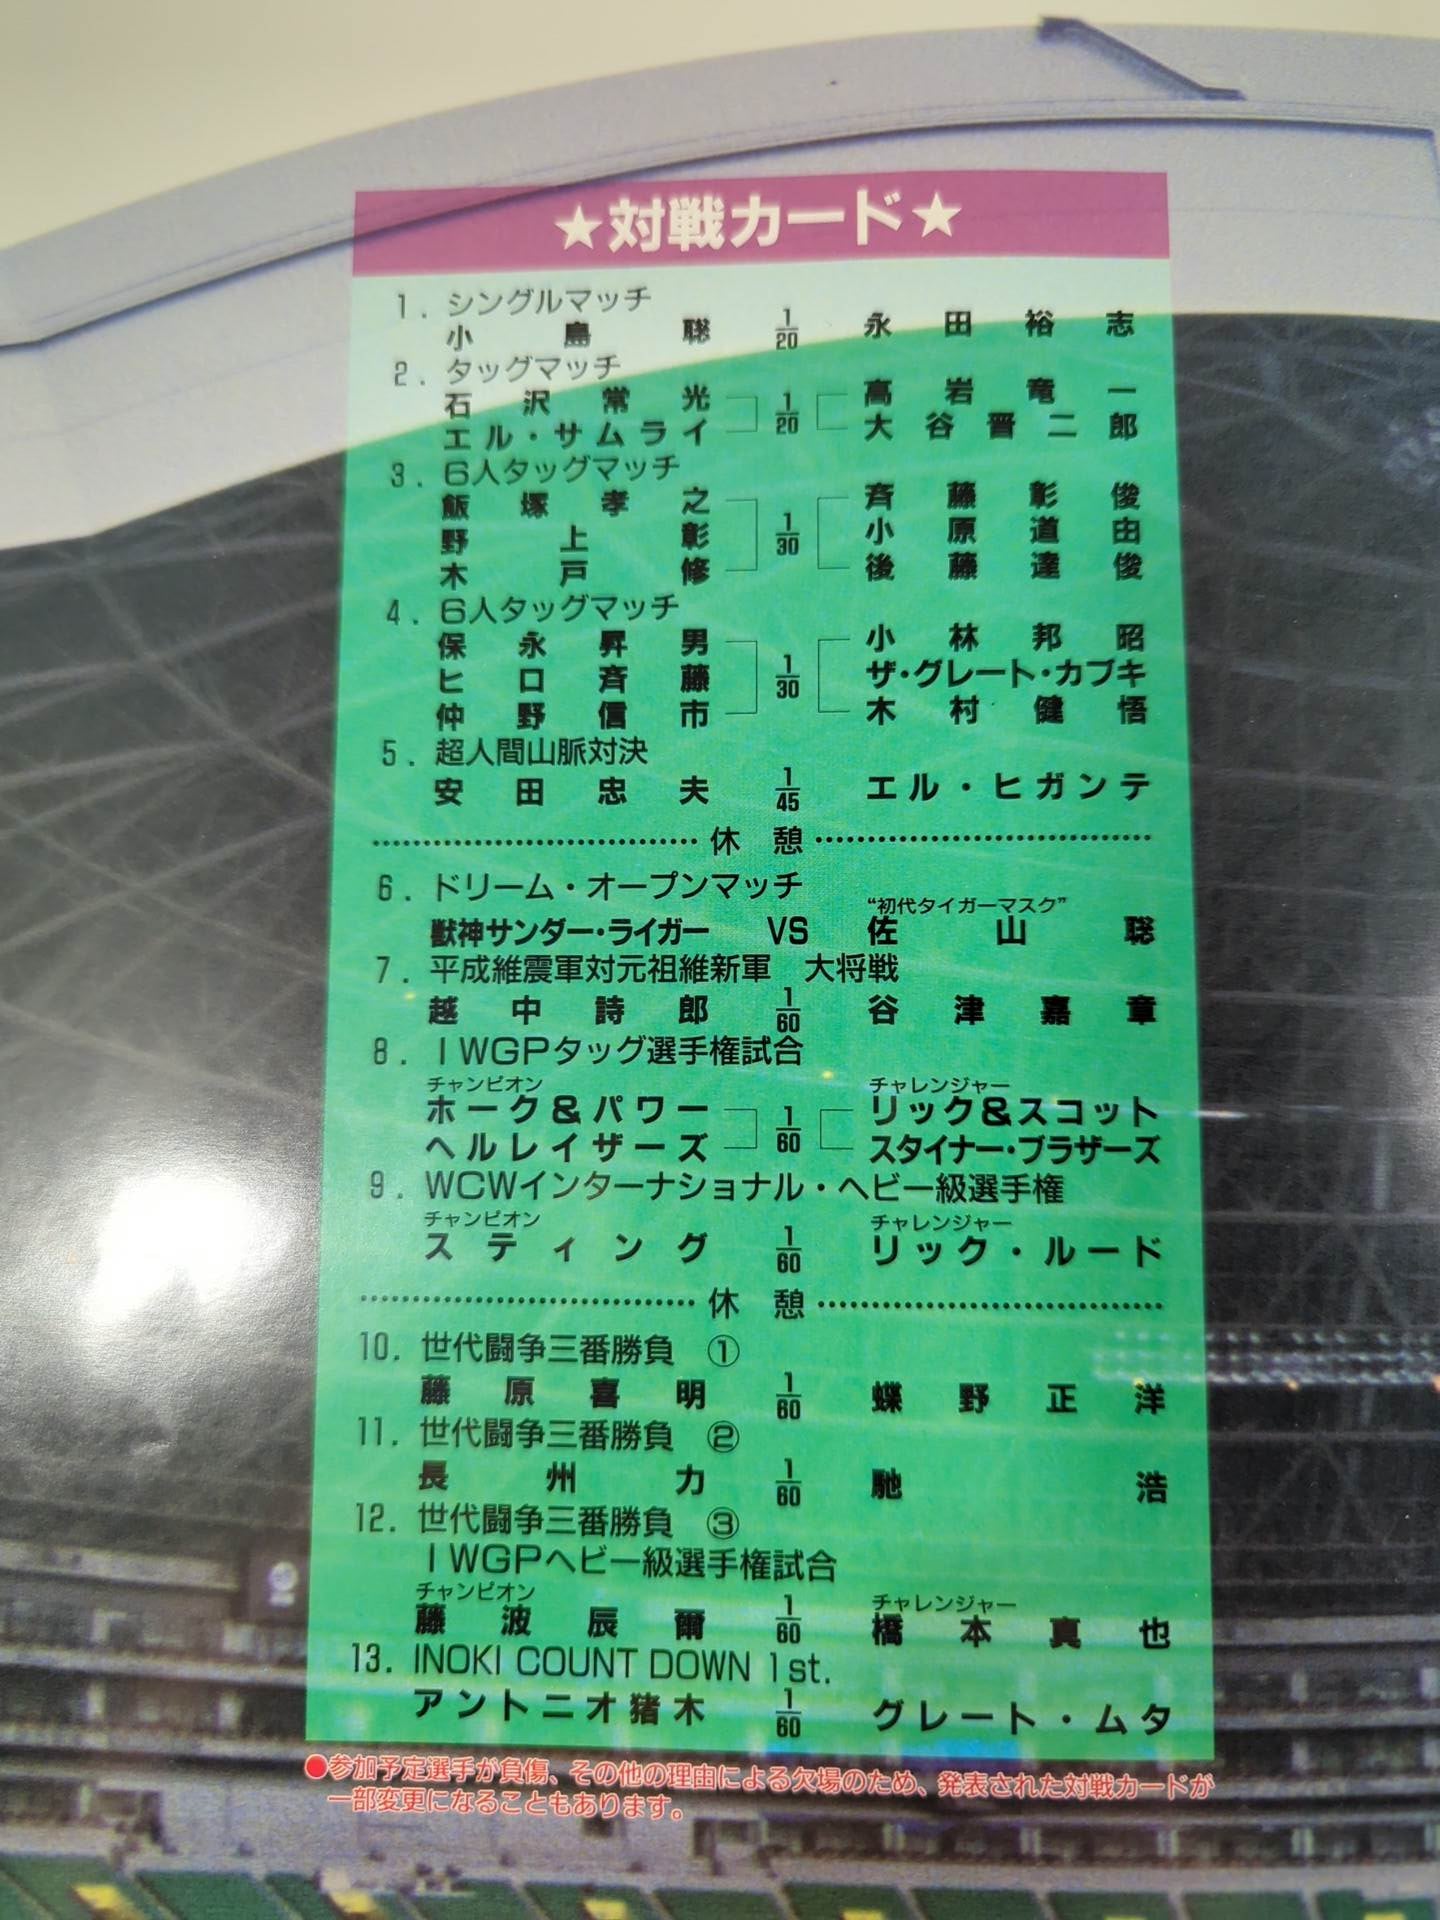 ★対戦カード★
1. シングルマッチ
小島聡 1/20 永田裕志
2. タッグマッチ
石沢常光 高岩竜一
1/20
エル・サムライ 大谷晋二郎
3. 6人タッグマッチ
飯塚孝之 斉藤彰俊
野上彰 1/30 小原道由
木戸修 後藤達俊
4. 6人タッグマッチ
保永昇男 小林邦昭
ヒロ斉藤 1/30 ザ・グレート・カブキ
仲野信市 木村健悟
5. 超人間山脈対決
安田忠夫 1/45 エル・ヒガンテ
休憩
6. ドリーム・オープンマッチ
“初代タイガーマスク”
獣神サンダー・ライガー VS 佐山聡
7. 平成維震軍対元祖維新軍 大将戦
越中詩郎 1/60 谷津嘉章
8. IWGPタッグ選手権試合
チャンピオン チャレンジャー
ホーク&パワー リック&スコット
1/60
ヘルレイザーズ スタイナー・ブラザーズ
9. WCWインターナショナル・ヘビー級選手権
チャンピオン チャレンジャー
スティング 1/60 リック・ルード
休憩
10. 世代闘争三番勝負 ①
藤原喜明 1/60 蝶野正洋
11. 世代闘争三番勝負 ②
長州力 1/60 馳浩
12. 世代闘争三番勝負 ③
IWGPヘビー級選手権試合
チャンピオン チャレンジャー
藤波辰爾 1/60 橋本真也
13. INOKI COUNT DOWN 1st.
アントニオ猪木 1/60 グレート・ムタ
●参加予定選手が負傷、その他の理由による欠場のため、発表された対戦カードが
一部変更になることもあります。